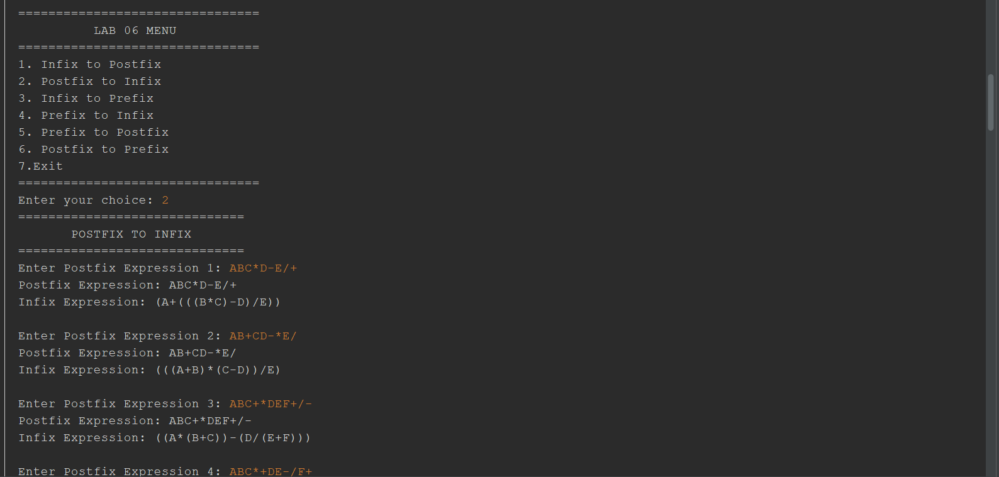 ================================
LAB 06 MENU
================================
1. Infix to Postfix
2. Postfix to Infix
3. Infix to Prefix
4. Prefix to Infix
5. Prefix to Postfix
6. Postfix to Prefix
7.Exit
================================
Enter your choice: 2
==============================
POSTFIX TO INFIX
==============================
Enter Postfix Expression 1: ABC*D-E/+
Postfix Expression: ABC*D-E/+
Infix Expression: (A+(((B*C)-D)/E))
Enter Postfix Expression 2: AB+CD-*E/
Postfix Expression: AB+CD-*E/
Infix Expression: (((A+B)*(C-D))/E)
Enter Postfix Expression 3: ABC+*DEF+/-
Postfix Expression: ABC+*DEF+/-
Infix Expression: ((A*(B+C))-(D/(E+F)))
Enter Postfix Expression 4: ABC*+DE-/F+